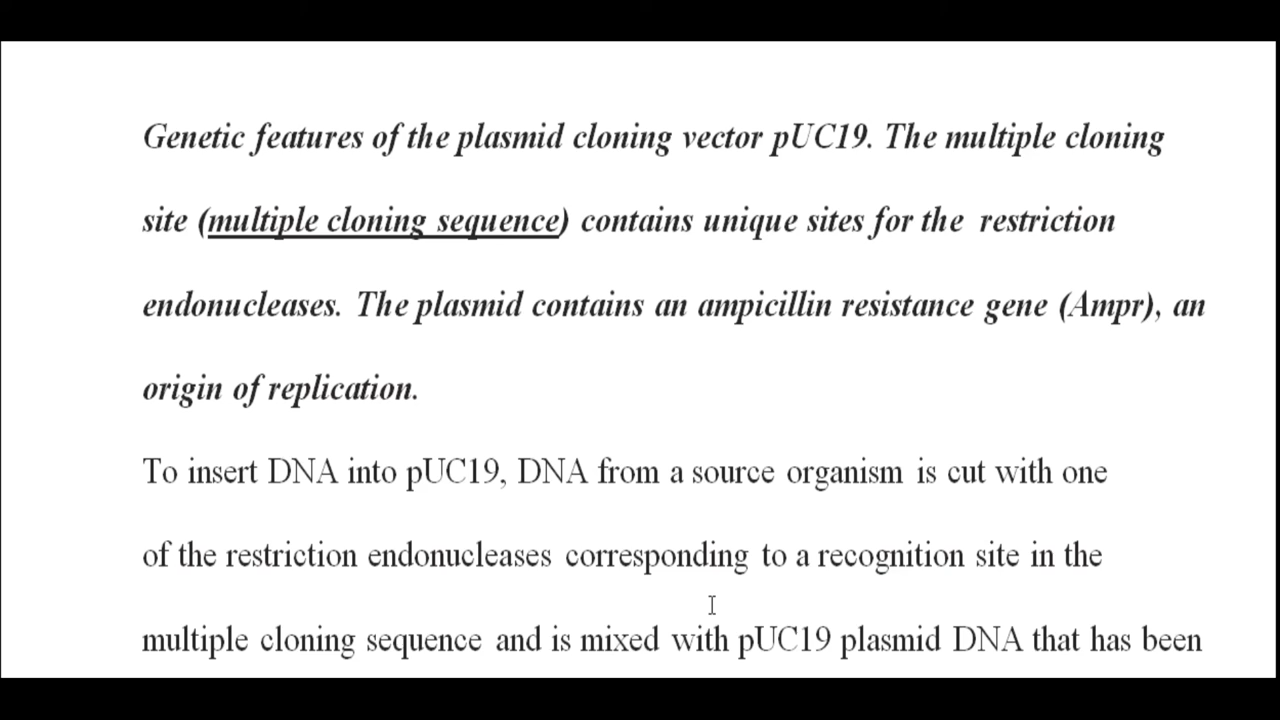 Genetic features of the plasmid cloning vector pUC19. The multiple cloning
site (multiple cloning sequence) contains unique sites for the restriction
endonucleases. The plasmid contains an ampicillin resistance gene (Ampr), an
origin of replication.
To insert DNA into pUC19, DNA from a source organism is cut with one
of the restriction endonucleases corresponding to a recognition site in the
multiple cloning sequence and is mixed with pUC19 plasmid DNA that has been